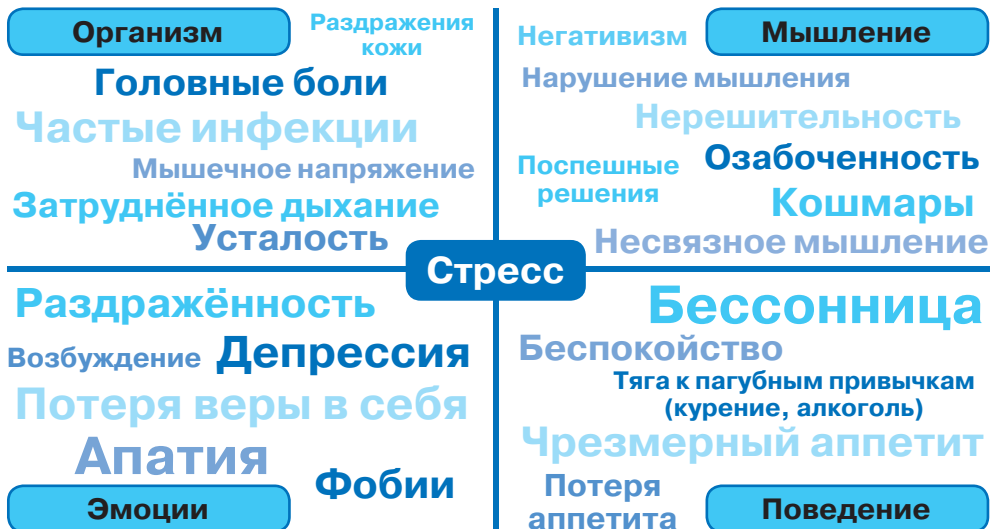 Организм
Раздражения
кожи
Головные боли
Частые инфекции
Мышечное напряжение
Затруднённое дыхание
Усталость
Негативизм
Мышление
Нарушение мышления
Нерешительность
Поспешные
решения
Озабоченность
Кошмары
Несвязное мышление
Стресс
Раздражённость
Возбуждение
Депрессия
Потеря веры в себя
Апатия
Фобии
Эмоции
Бессонница
Беспокойство
Тяга к пагубным привычкам
(курение, алкоголь)
Чрезмерный аппетит
Потеря
аппетита
Поведение